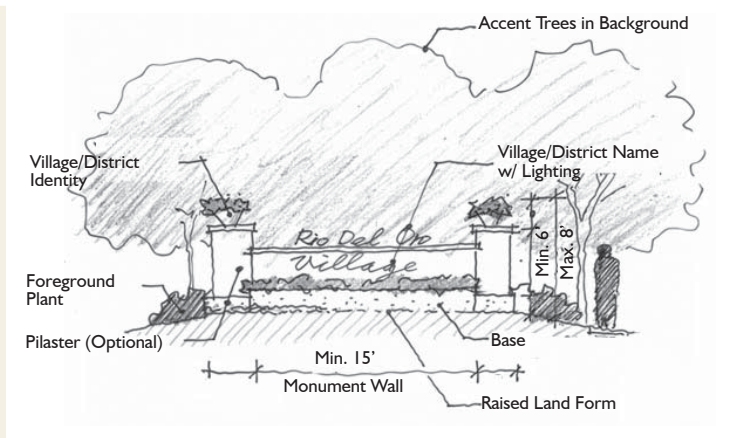 Accent Trees in Background
Village/District
Identity
Village/District Name
w/ Lighting
Rio Del Oro
Village
Min. 6'
Max. 8'
Foreground
Plant
Pilaster (Optional)
Base
Min. 15'
Monument Wall
Raised Land Form